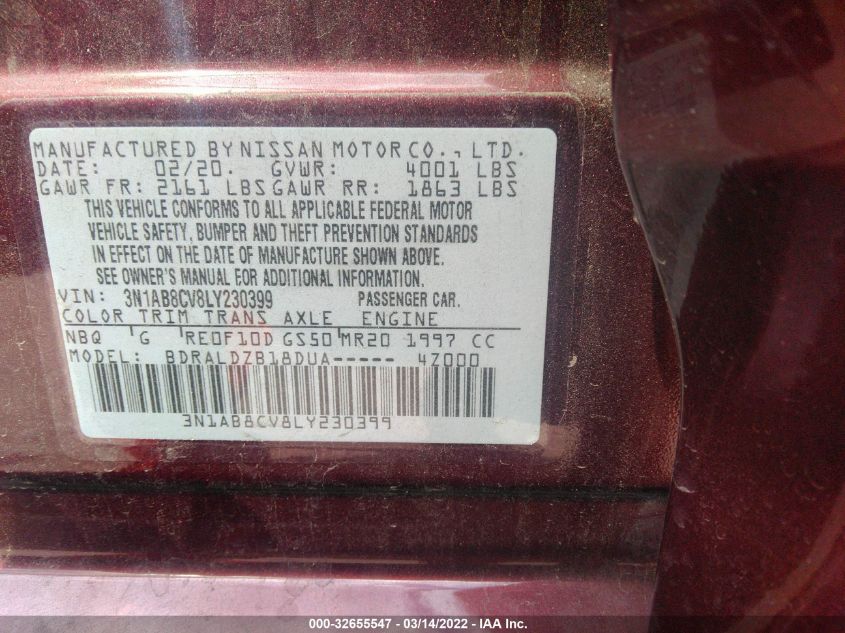 MANUFACTURED BY NISSAN MOTOR CO., LTD.
DATE: 02/20. GVWR: 4001 LBS
GAWR FR: 2161 LBS GAWR RR: 1863 LBS
THIS VEHICLE CONFORMS TO ALL APPLICABLE FEDERAL MOTOR
VEHICLE SAFETY, BUMPER AND THEFT PREVENTION STANDARDS
IN EFFECT ON THE DATE OF MANUFACTURE SHOWN ABOVE.
SEE OWNER'S MANUAL FOR ADDITIONAL INFORMATION.
VIN: 3N1AB8CV8LY230399 PASSENGER CAR.
COLOR TRIM TRANS AXLE ENGINE
NBQ G RE0F10D GS50 MR20 1997 CC
MODEL: BDRALDZB18DUA----- 4Z000
3N1AB8CV8LY230399
000-32655547 - 03/14/2022 - IAA Inc.